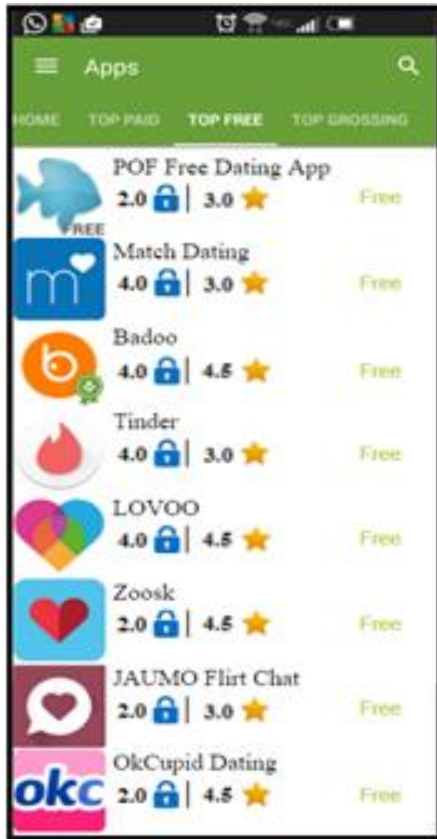 Apps
HOME TOP PAID TOP FREE TOP GROSSING
POF Free Dating App
2.0 3.0 Free
FREE
Match Dating
m
4.0 3.0 Free
Badoo
b
4.0 4.5 Free
Tinder
4.0 3.0 Free
LOVOO
4.0 4.5 Free
Zoosk
2.0 4.5 Free
JAUMO Flirt Chat
2.0 3.0 Free
OkCupid Dating
okc
2.0 4.5 Free